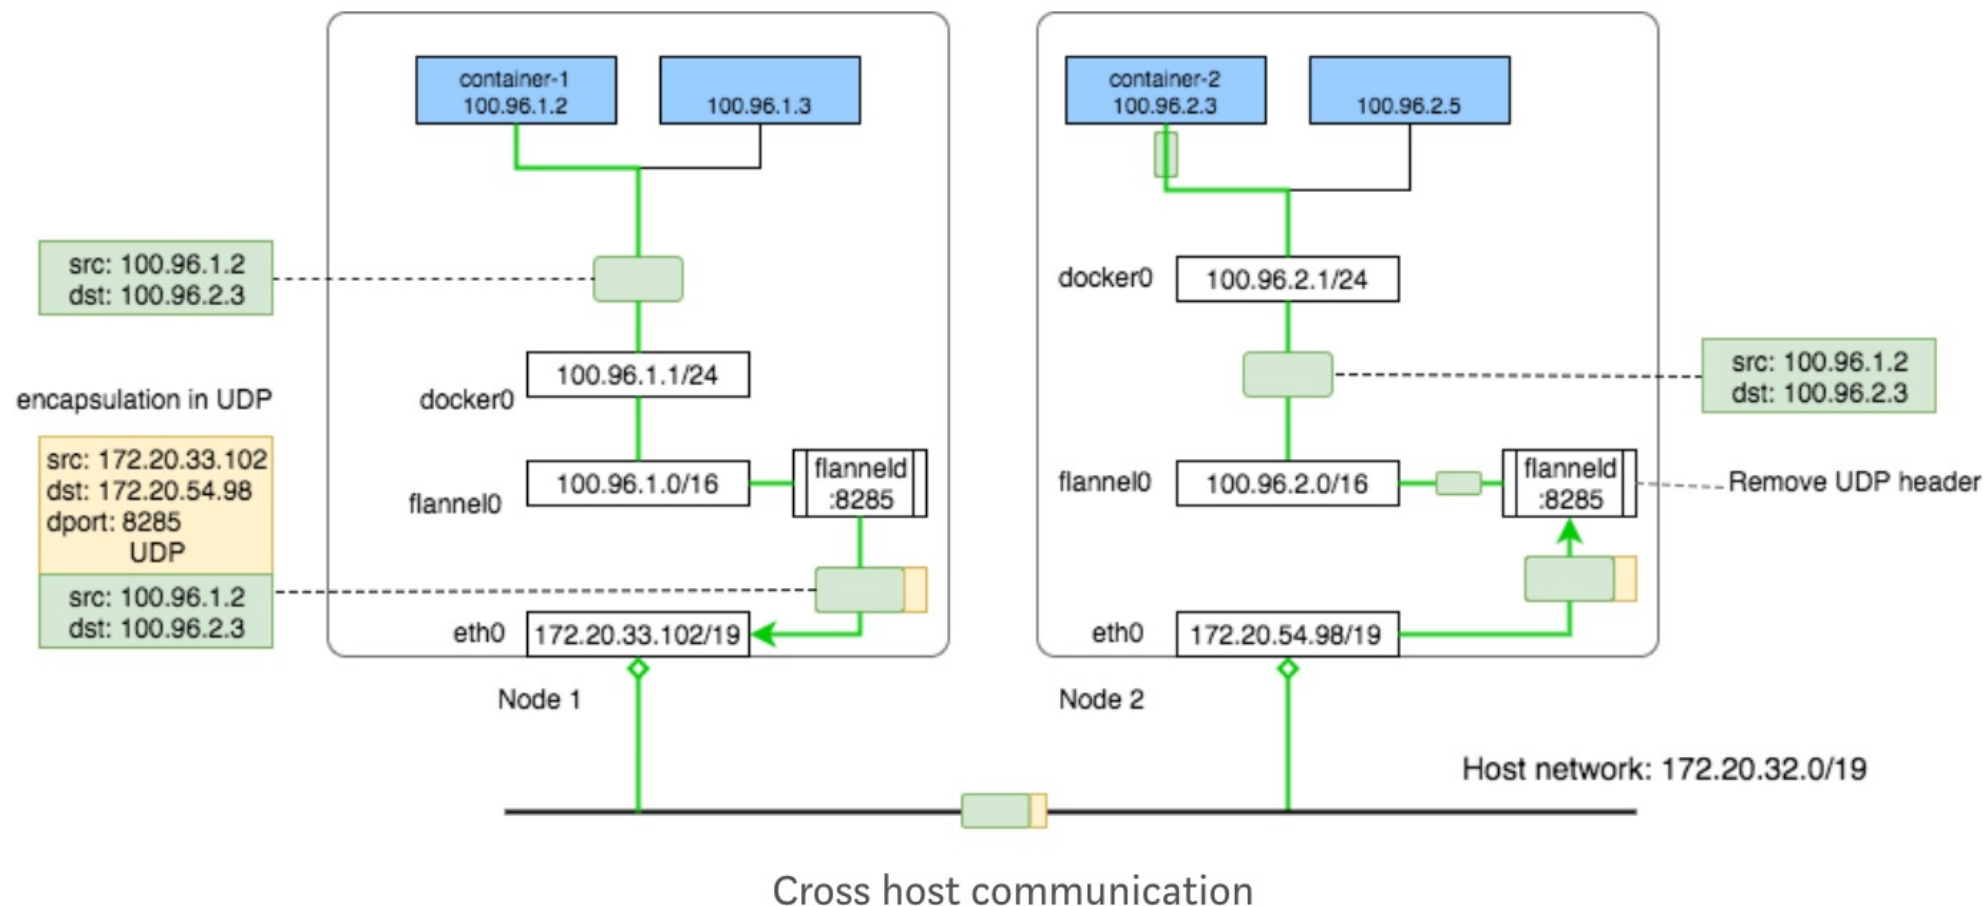 container-1
100.96.1.2
100.96.1.3
container-2
100.96.2.3
100.96.2.5
src: 100.96.1.2
dst: 100.96.2.3
docker0
100.96.2.1/24
100.96.1.1/24
docker0
src: 100.96.1.2
dst: 100.96.2.3
encapsulation in UDP
src: 172.20.33.102
dst: 172.20.54.98
dport: 8285
UDP
src: 100.96.1.2
dst: 100.96.2.3
flannel0
100.96.1.0/16
flanneld
:8285
flannel0
100.96.2.0/16
flanneld
:8285
Remove UDP header
eth0
172.20.33.102/19
eth0
172.20.54.98/19
Node 1
Node 2
Host network: 172.20.32.0/19
Cross host communication